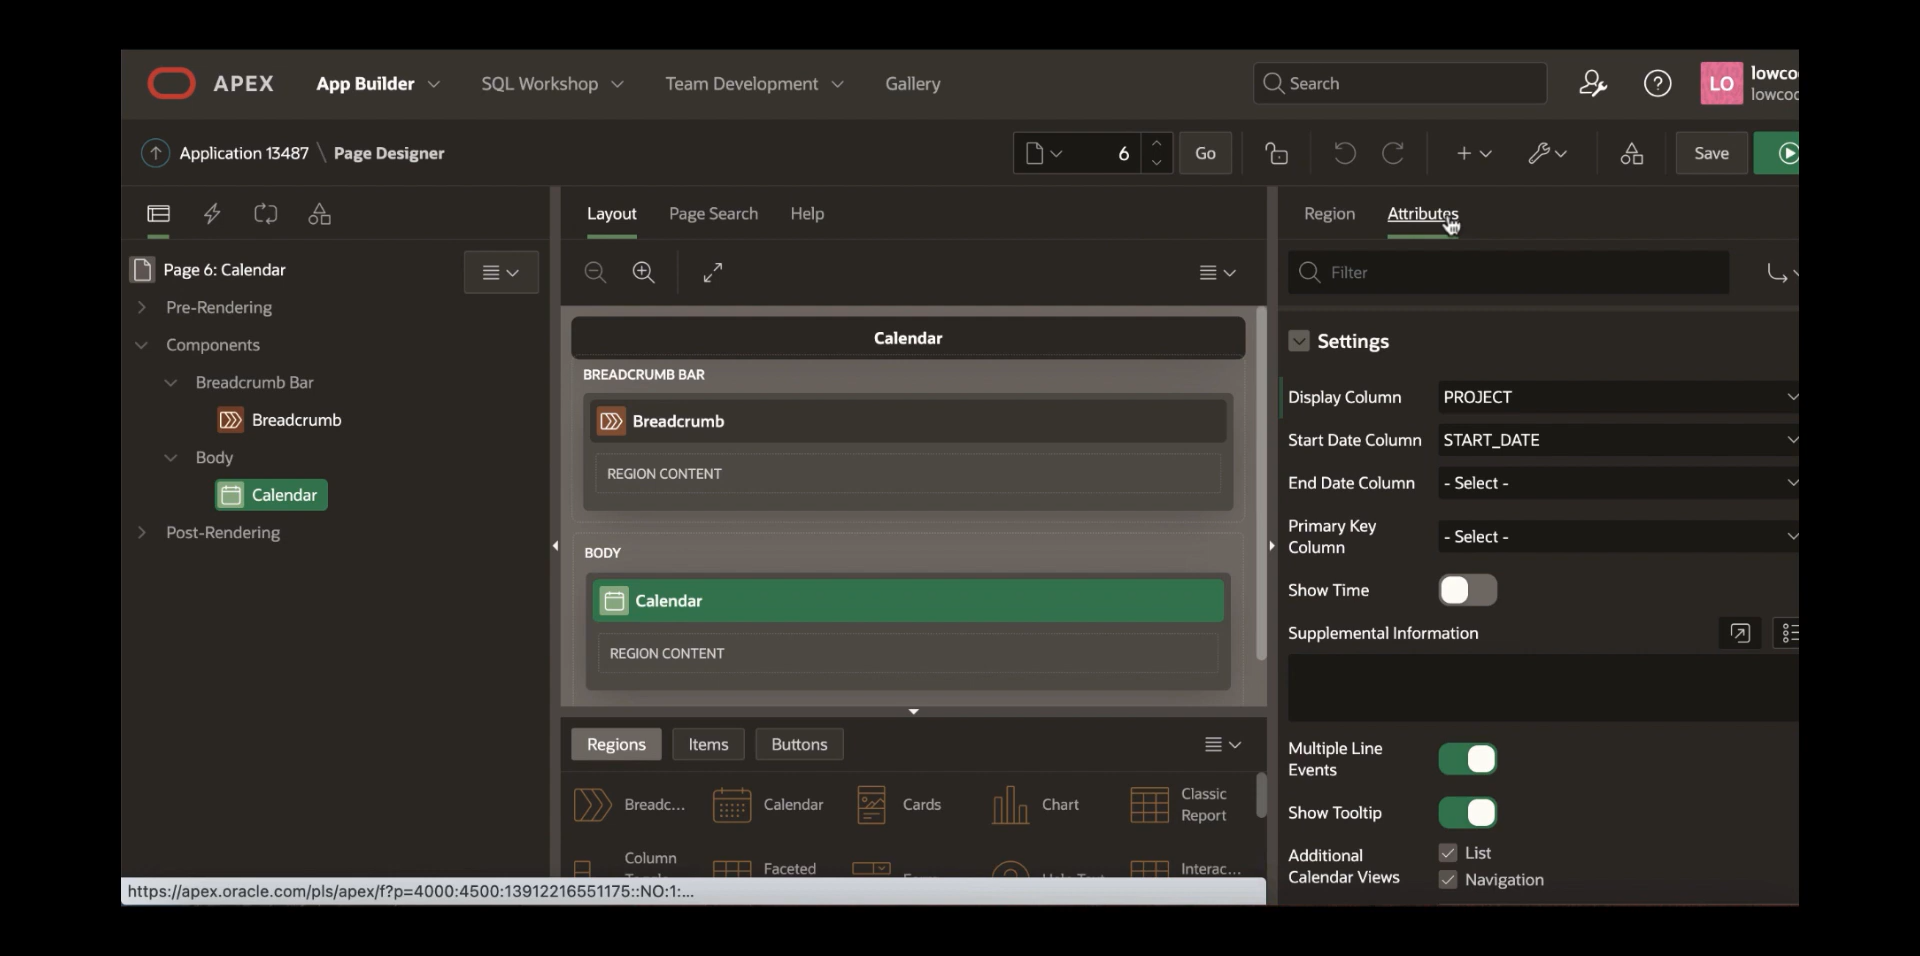 APEX App Builder SQL Workshop Team Development Gallery Search LO lowco
lowcoc
Application 13487 \ Page Designer 6 Go Save
Layout Page Search Help Region Attributes
Page 6: Calendar
Filter
Pre-Rendering
Components
Breadcrumb Bar
Breadcrumb
Body
Calendar
Post-Rendering
Calendar
BREADCRUMB BAR
Breadcrumb
REGION CONTENT
BODY
Calendar
REGION CONTENT
Regions Items Buttons
Breadc... Calendar Cards Chart Classic
Report
Column Faceted Interac...
https://apex.oracle.com/pls/apex/f?p=4000:4500:13912216551175::NO:1:...
Settings
Display Column PROJECT
Start Date Column START_DATE
End Date Column - Select -
Primary Key
Column - Select -
Show Time
Supplemental Information
Multiple Line
Events
Show Tooltip
Additional
Calendar Views
List
Navigation